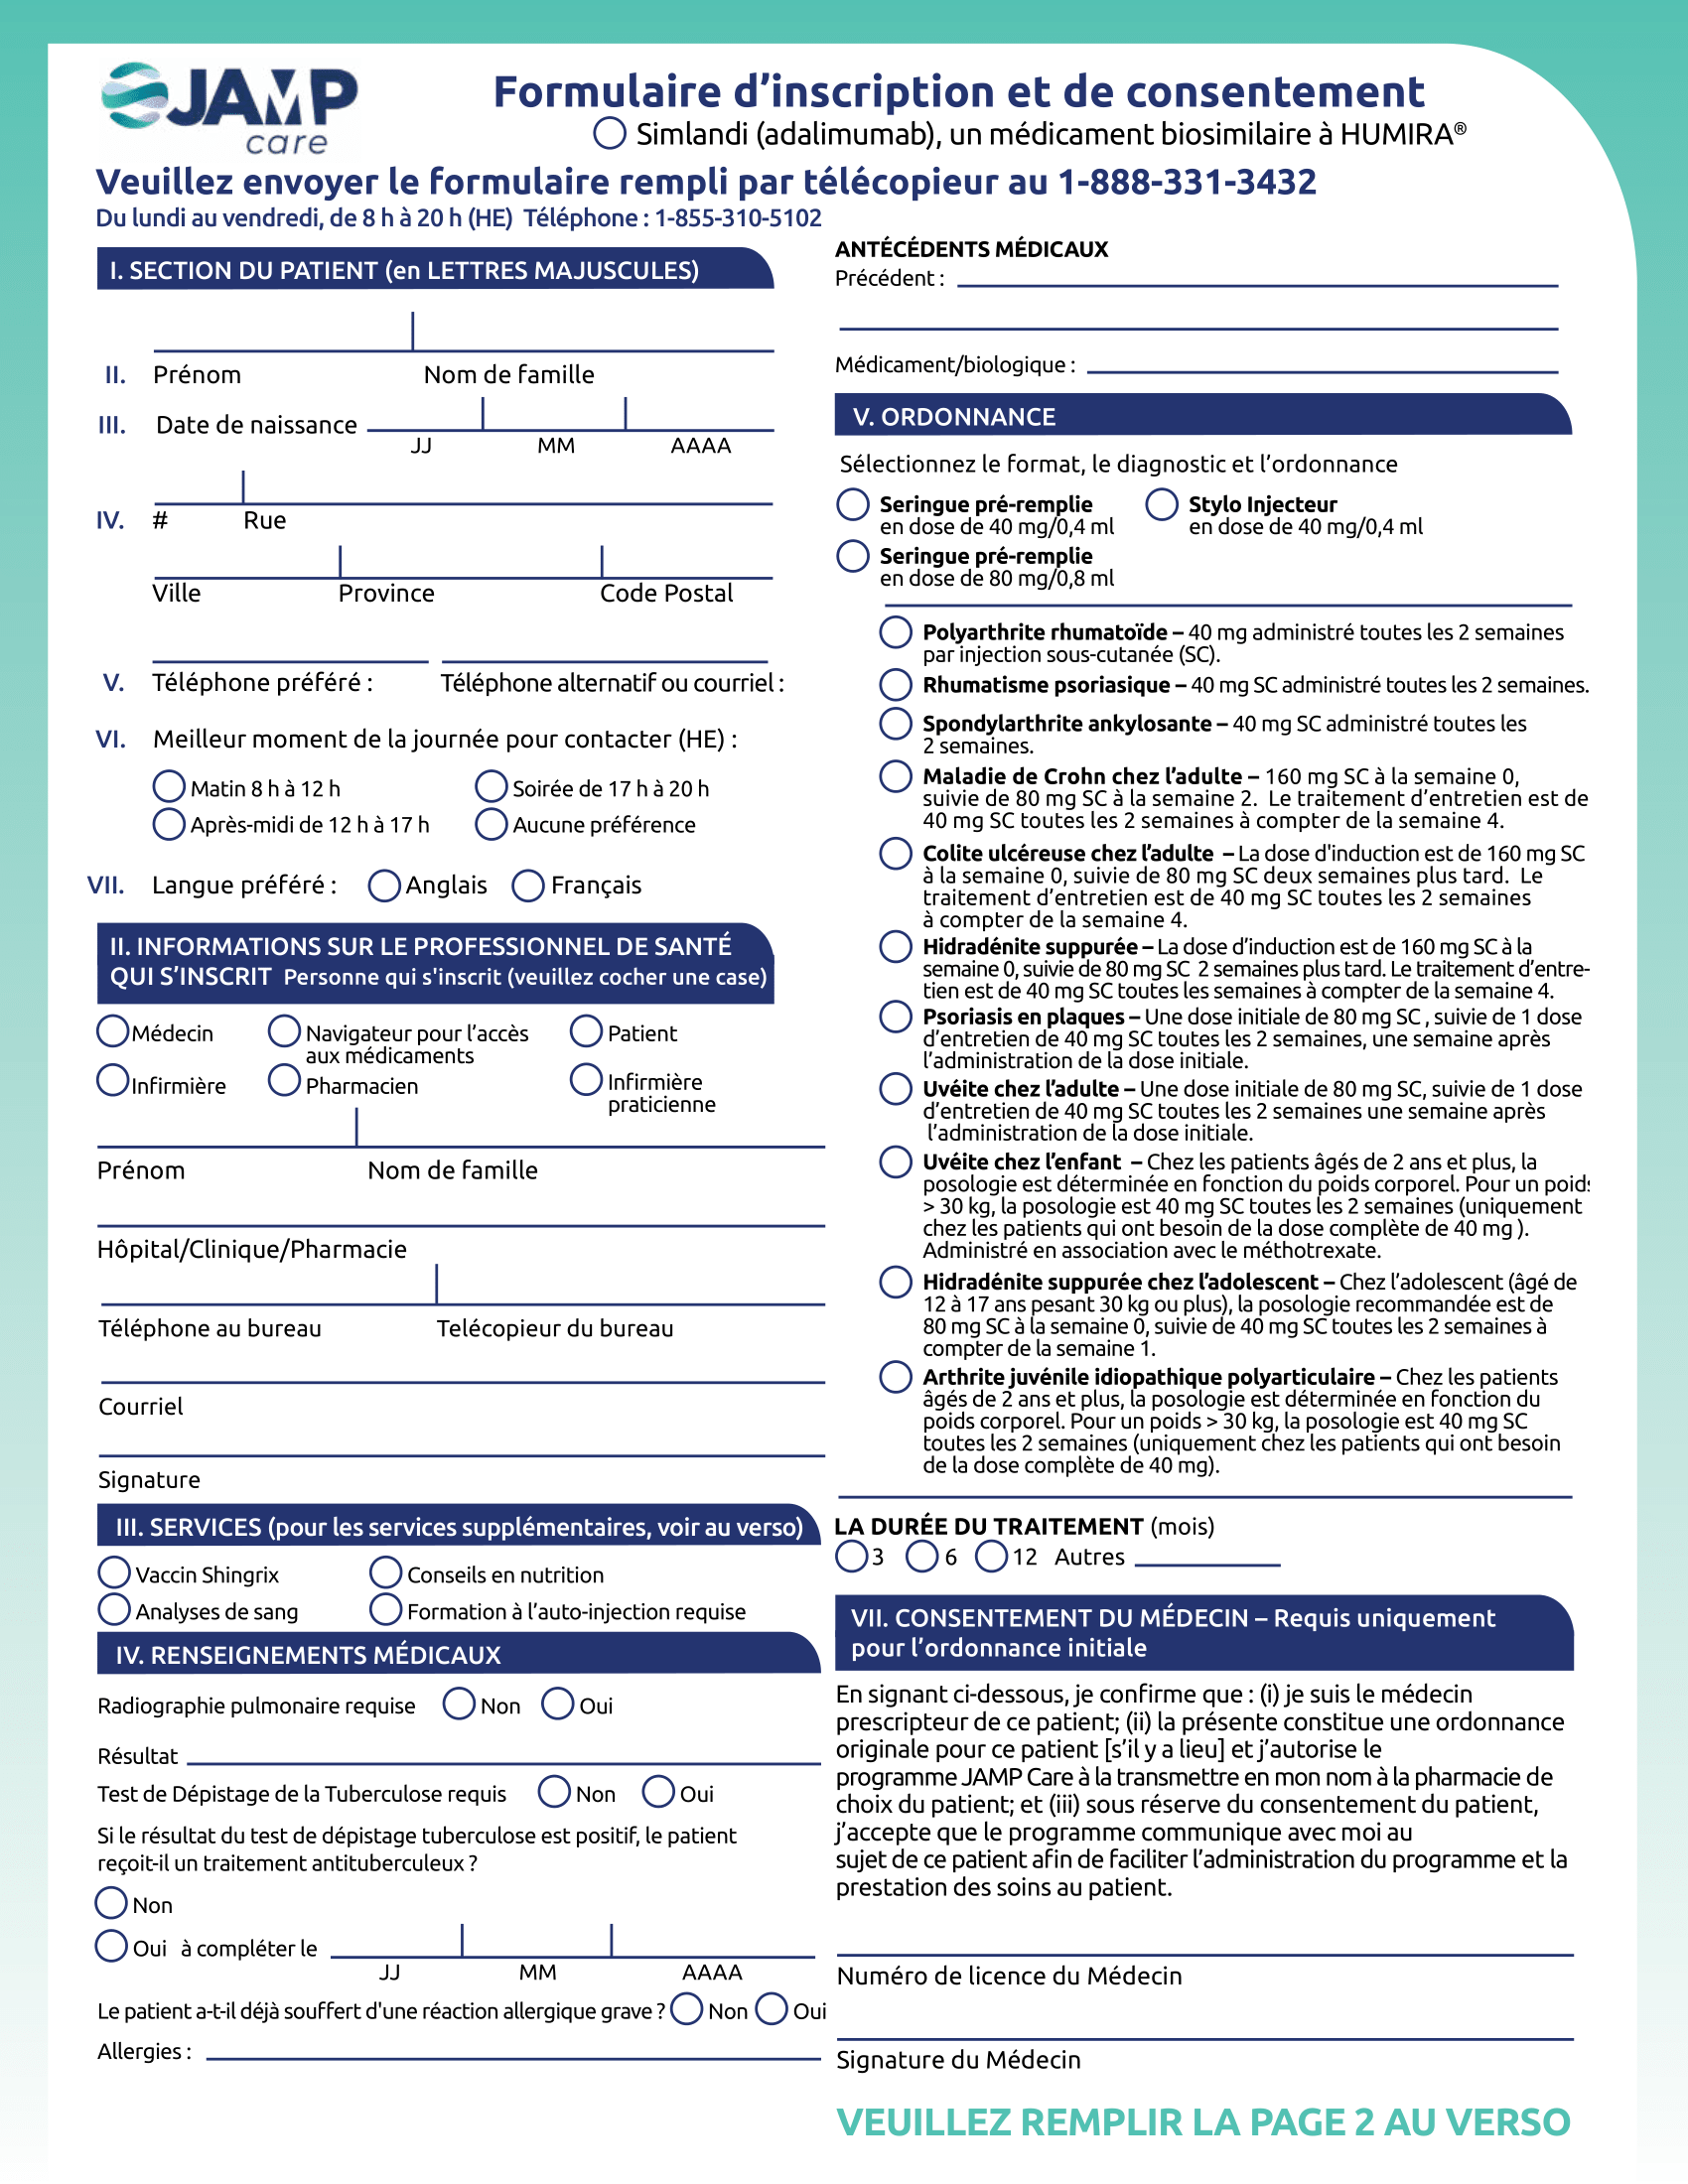 JAMP
care
Formulaire d’inscription et de consentement
Simlandi (adalimumab), un médicament biosimilaire à HUMIRA®
Veuillez envoyer le formulaire rempli par télécopieur au 1-888-331-3432
Du lundi au vendredi, de 8 h à 20 h (HE) Téléphone : 1-855-310-5102
I. SECTION DU PATIENT (en LETTRES MAJUSCULES)
II. Prénom Nom de famille
III. Date de naissance
JJ MM AAAA
IV. # Rue
Ville Province Code Postal
V. Téléphone préféré : Téléphone alternatif ou courriel :
VI. Meilleur moment de la journée pour contacter (HE) :
Matin 8 h à 12 h Soirée de 17 h à 20 h
Après-midi de 12 h à 17 h Aucune préférence
VII. Langue préféré : Anglais Français
II. INFORMATIONS SUR LE PROFESSIONNEL DE SANTÉ
QUI S’INSCRIT Personne qui s'inscrit (veuillez cocher une case)
Médecin Navigateur pour l’accès Patient
aux médicaments
Infirmière Pharmacien Infirmière
praticienne
Prénom Nom de famille
Hôpital/Clinique/Pharmacie
Téléphone au bureau Telécopieur du bureau
Courriel
Signature
III. SERVICES (pour les services supplémentaires, voir au verso)
Vaccin Shingrix Conseils en nutrition
Analyses de sang Formation à l’auto-injection requise
IV. RENSEIGNEMENTS MÉDICAUX
Radiographie pulmonaire requise Non Oui
Résultat
Test de Dépistage de la Tuberculose requis Non Oui
Si le résultat du test de dépistage tuberculose est positif, le patient
reçoit-il un traitement antituberculeux ?
Non
Oui à compléter le
JJ MM AAAA
Le patient a-t-il déjà souffert d'une réaction allergique grave ? Non Oui
Allergies :
ANTÉCÉDENTS MÉDICAUX
Précédent :
Médicament/biologique :
V. ORDONNANCE
Sélectionnez le format, le diagnostic et l’ordonnance
Seringue pré-remplie Stylo Injecteur
en dose de 40 mg/0,4 ml en dose de 40 mg/0,4 ml
Seringue pré-remplie
en dose de 80 mg/0,8 ml
Polyarthrite rhumatoïde – 40 mg administré toutes les 2 semaines
par injection sous-cutanée (SC).
Rhumatisme psoriasique – 40 mg SC administré toutes les 2 semaines.
Spondylarthrite ankylosante – 40 mg SC administré toutes les
2 semaines.
Maladie de Crohn chez l’adulte – 160 mg SC à la semaine 0,
suivie de 80 mg SC à la semaine 2. Le traitement d’entretien est de
40 mg SC toutes les 2 semaines à compter de la semaine 4.
Colite ulcéreuse chez l’adulte – La dose d'induction est de 160 mg SC
à la semaine 0, suivie de 80 mg SC deux semaines plus tard. Le
traitement d’entretien est de 40 mg SC toutes les 2 semaines
à compter de la semaine 4.
Hidradénite suppurée – La dose d’induction est de 160 mg SC à la
semaine 0, suivie de 80 mg SC 2 semaines plus tard. Le traitement d’entre-
tien est de 40 mg SC toutes les semaines à compter de la semaine 4.
Psoriasis en plaques – Une dose initiale de 80 mg SC , suivie de 1 dose
d’entretien de 40 mg SC toutes les 2 semaines, une semaine après
l’administration de la dose initiale.
Uvéite chez l’adulte – Une dose initiale de 80 mg SC, suivie de 1 dose
d’entretien de 40 mg SC toutes les 2 semaines une semaine après
l’administration de la dose initiale.
Uvéite chez l’enfant – Chez les patients âgés de 2 ans et plus, la
posologie est déterminée en fonction du poids corporel. Pour un poids
> 30 kg, la posologie est 40 mg SC toutes les 2 semaines (uniquement
chez les patients qui ont besoin de la dose complète de 40 mg ).
Administré en association avec le méthotrexate.
Hidradénite suppurée chez l’adolescent – Chez l’adolescent (âgé de
12 à 17 ans pesant 30 kg ou plus), la posologie recommandée est de
80 mg SC à la semaine 0, suivie de 40 mg SC toutes les 2 semaines à
compter de la semaine 1.
Arthrite juvénile idiopathique polyarticulaire – Chez les patients
âgés de 2 ans et plus, la posologie est déterminée en fonction du
poids corporel. Pour un poids > 30 kg, la posologie est 40 mg SC
toutes les 2 semaines (uniquement chez les patients qui ont besoin
de la dose complète de 40 mg).
LA DURÉE DU TRAITEMENT (mois)
3 6 12 Autres
VII. CONSENTEMENT DU MÉDECIN – Requis uniquement
pour l’ordonnance initiale
En signant ci-dessous, je confirme que : (i) je suis le médecin
prescripteur de ce patient; (ii) la présente constitue une ordonnance
originale pour ce patient [s’il y a lieu] et j’autorise le
programme JAMP Care à la transmettre en mon nom à la pharmacie de
choix du patient; et (iii) sous réserve du consentement du patient,
j’accepte que le programme communique avec moi au
sujet de ce patient afin de faciliter l’administration du programme et la
prestation des soins au patient.
Numéro de licence du Médecin
Signature du Médecin
VEUILLEZ REMPLIR LA PAGE 2 AU VERSO